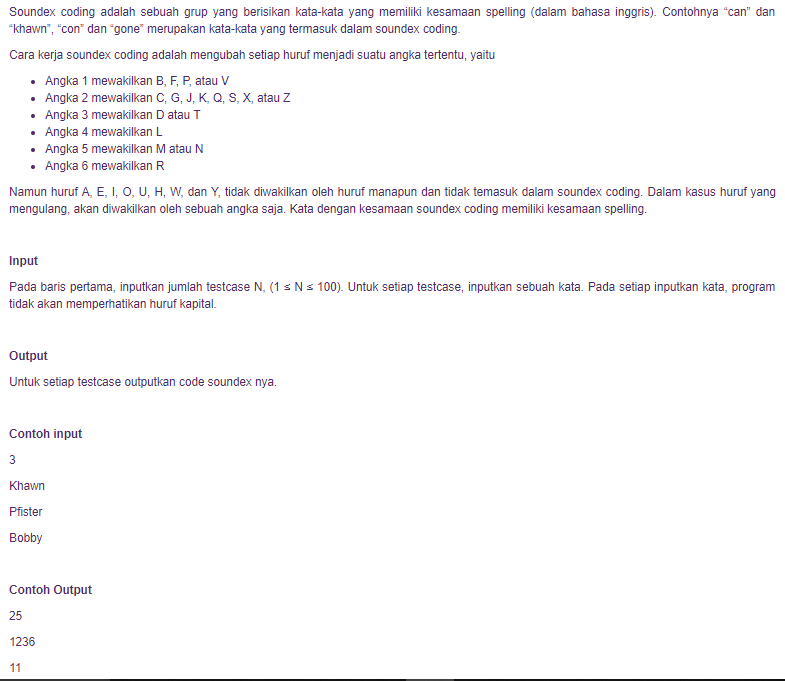 Soundex coding adalah sebuah grup yang berisikan kata-kata yang memiliki kesamaan spelling (dalam bahasa inggris). Contohnya “can” dan
“khawn”, “con” dan “gone” merupakan kata-kata yang termasuk dalam soundex coding.
Cara kerja soundex coding adalah mengubah setiap huruf menjadi suatu angka tertentu, yaitu
• Angka 1 mewakilkan B, F, P, atau V
• Angka 2 mewakilkan C, G, J, K, Q, S, X, atau Z
• Angka 3 mewakilkan D atau T
• Angka 4 mewakilkan L
• Angka 5 mewakilkan M atau N
• Angka 6 mewakilkan R
Namun huruf A, E, I, O, U, H, W, dan Y, tidak diwakilkan oleh huruf manapun dan tidak temasuk dalam soundex coding. Dalam kasus huruf yang
mengulang, akan diwakilkan oleh sebuah angka saja. Kata dengan kesamaan soundex coding memiliki kesamaan spelling.
Input
Pada baris pertama, inputkan jumlah testcase N, (1 ≤ N ≤ 100). Untuk setiap testcase, inputkan sebuah kata. Pada setiap inputkan kata, program
tidak akan memperhatikan huruf kapital.
Output
Untuk setiap testcase outputkan code soundex nya.
Contoh input
3
Khawn
Pfister
Bobby
Contoh Output
25
1236
11